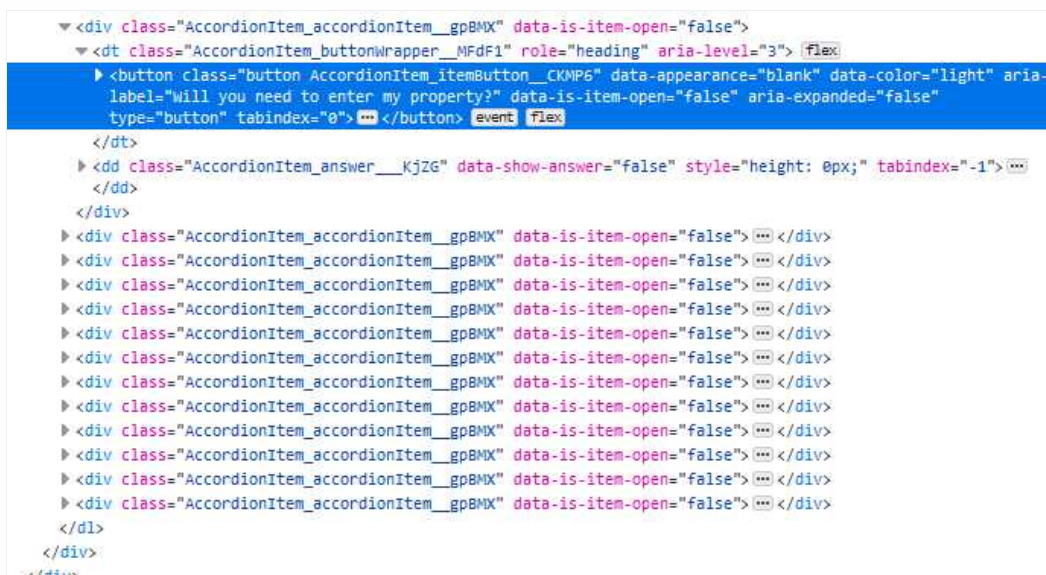 <div class="AccordionItem_accordionItem__gpBMX" data-is-item-open="false">
<dt class="AccordionItem_buttonWrapper__MFdF1" role="heading" aria-level="3"> flex
<button class="button AccordionItem_itemButton__CKMP6" data-appearance="blank" data-color="light" aria-
label="Will you need to enter my property?" data-is-item-open="false" aria-expanded="false"
type="button" tabindex="0"> ••• </button> event flex
</dt>
<dd class="AccordionItem_answer___KjZG" data-show-answer="false" style="height: 0px;" tabindex="-1"> •••
</dd>
</div>
<div class="AccordionItem_accordionItem__gpBMX" data-is-item-open="false"> ••• </div>
<div class="AccordionItem_accordionItem__gpBMX" data-is-item-open="false"> ••• </div>
<div class="AccordionItem_accordionItem__gpBMX" data-is-item-open="false"> ••• </div>
<div class="AccordionItem_accordionItem__gpBMX" data-is-item-open="false"> ••• </div>
<div class="AccordionItem_accordionItem__gpBMX" data-is-item-open="false"> ••• </div>
<div class="AccordionItem_accordionItem__gpBMX" data-is-item-open="false"> ••• </div>
<div class="AccordionItem_accordionItem__gpBMX" data-is-item-open="false"> ••• </div>
<div class="AccordionItem_accordionItem__gpBMX" data-is-item-open="false"> ••• </div>
<div class="AccordionItem_accordionItem__gpBMX" data-is-item-open="false"> ••• </div>
<div class="AccordionItem_accordionItem__gpBMX" data-is-item-open="false"> ••• </div>
<div class="AccordionItem_accordionItem__gpBMX" data-is-item-open="false"> ••• </div>
<div class="AccordionItem_accordionItem__gpBMX" data-is-item-open="false"> ••• </div>
</dl>
</div>
</div>